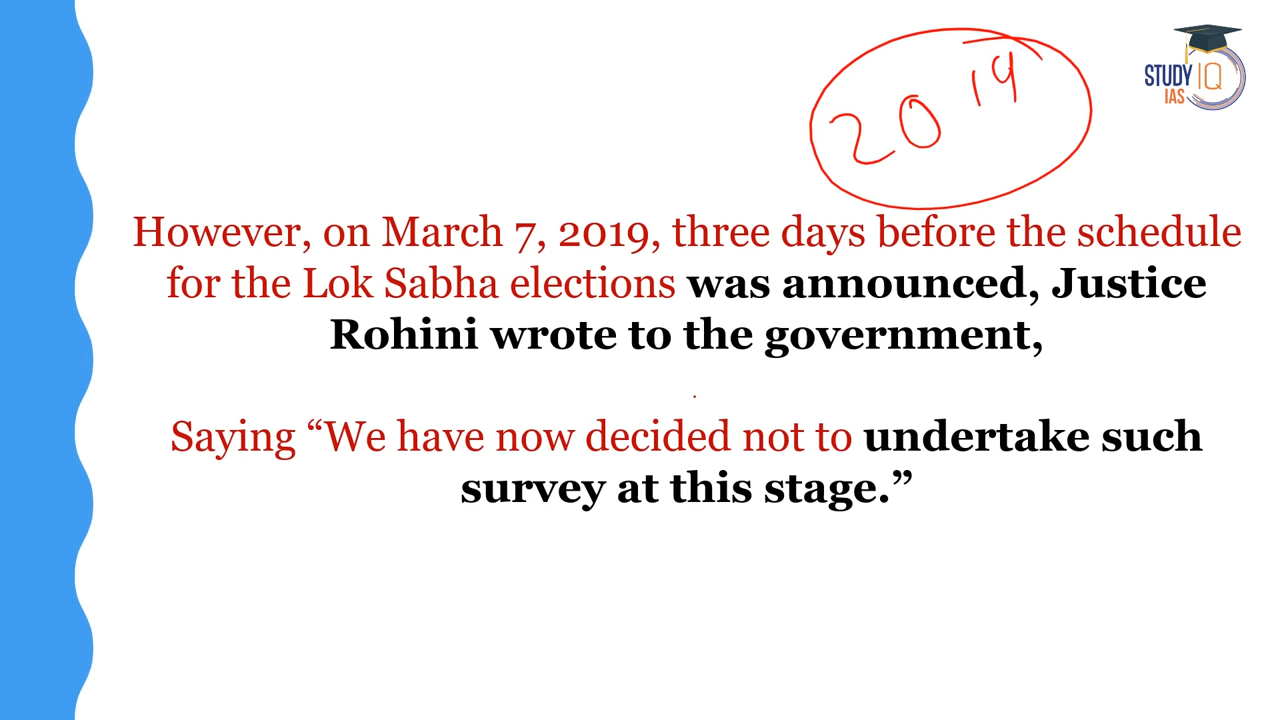 2019
STUDY IQ
IAS
However, on March 7, 2019, three days before the schedule
for the Lok Sabha elections was announced, Justice
Rohini wrote to the government,
Saying “We have now decided not to undertake such
survey at this stage.”